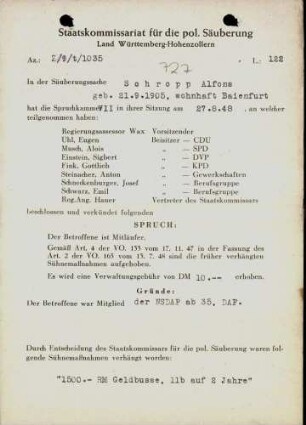 Staatskommissariat für die pol. Säuberung
Land Württemberg-Hohenzollern
Az.: 1035
L: 122
727
In der Säuberungssache Schropp Alfons
geb. 21.9.1905, wohnhaft Baienfurt
hat die Spruchkammer VII in ihrer Sitzung am 27.8.48, an welcher
teilgenommen haben:
Regierungsassessor Wax Vorsitzender
Uhl, Eugen Beisitzer — CDU
Musch, Alois „ — SPD
Einstein, Sigbert „ — DVP
Fink, Gottlieb „ — KPD
Steinacher, Anton „ — Gewerkschaften
Schneckenburger, Josef „ — Berufsgruppe
Schwarz, Emil „ — Berufsgruppe
Reg.Ang. Hauer Vertreter des Staatskommissars
beschlossen und verkündet folgenden
SPRUCH:
Der Betroffene ist Mitläufer.
Gemäß Art. 4 der VO. 133 vom 17. 11. 47 in der Fassung des
Art. 2 der VO. 165 vom 13. 7. 48 sind die früher verhängten
Sühnemaßnahmen aufgehoben.
Es wird eine Verwaltungsgebühr von DM 10.-- erhoben.
Gründe:
Der Betroffene war Mitglied der NSDAP ab 35, DAF.
Durch Entscheidung des Staatskommissars für die pol. Säuberung waren fol-
gende Sühnemaßnahmen verhängt worden:
"1500.- RM Geldbusse, 11b auf 2 Jahre"